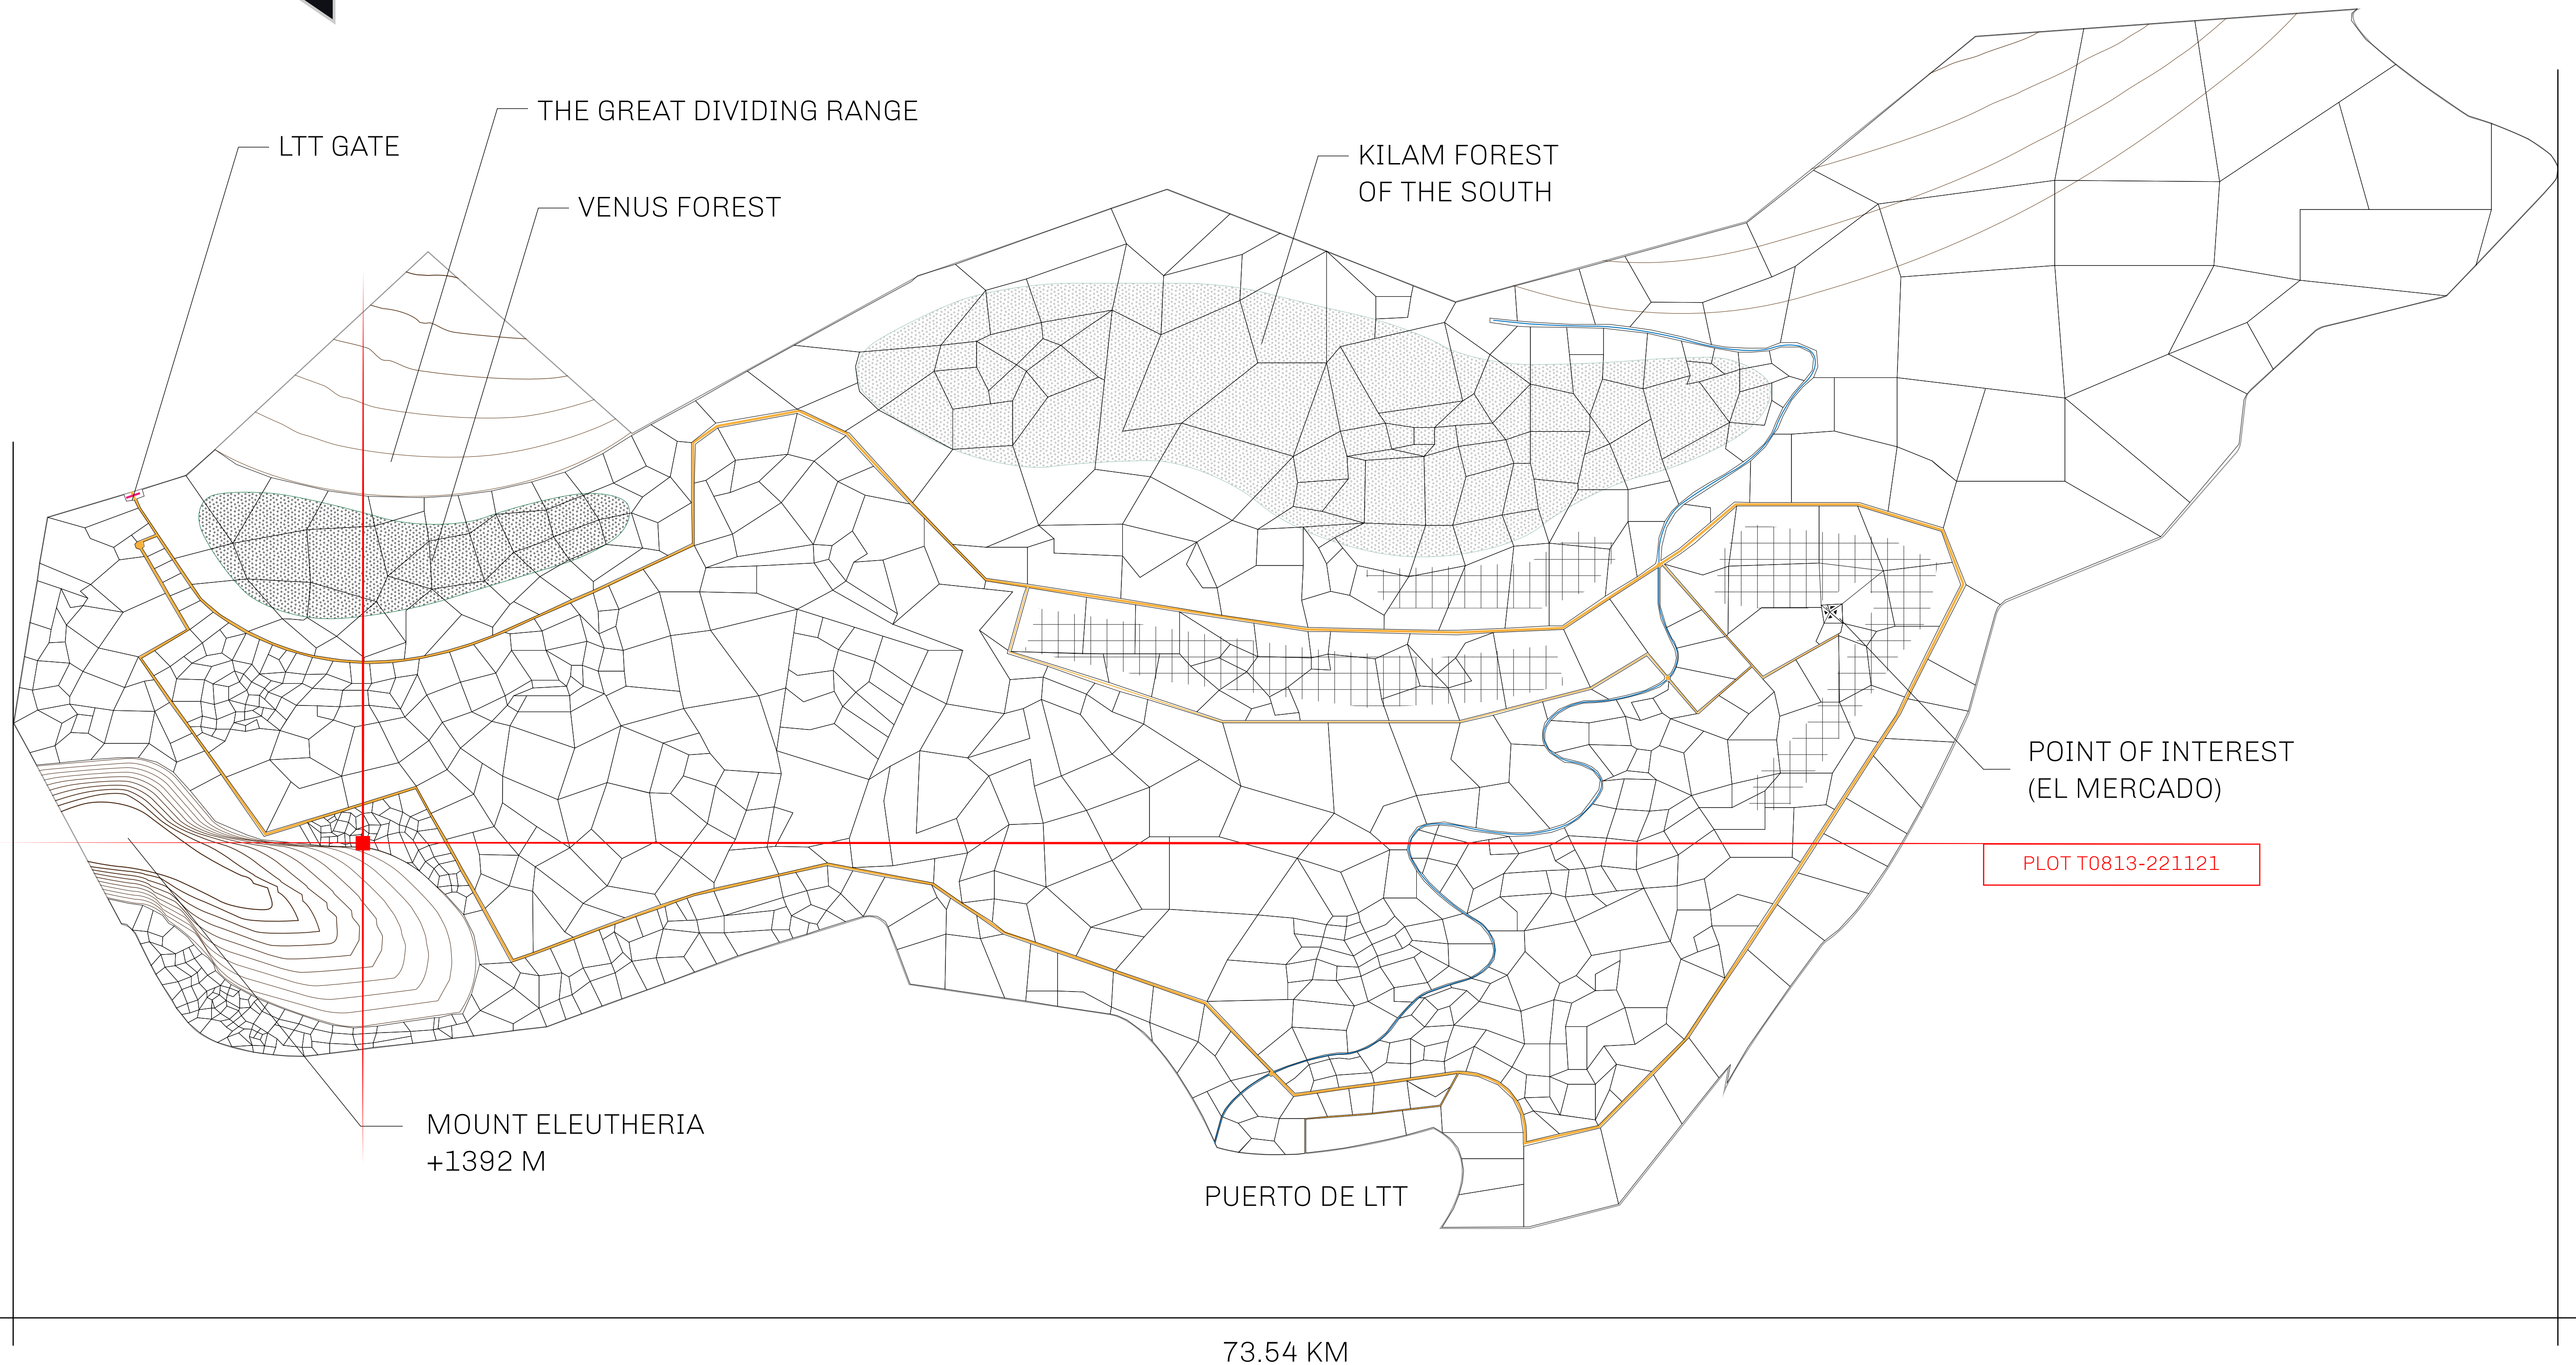 THE GREAT DIVIDING RANGE
LTT GATE
KILAM FOREST
OF THE SOUTH
VENUS FOREST
POINT OF INTEREST
(EL MERCADO)
PLOT T0813-221121
MOUNT ELEUTHERIA
+1392 M
PUERTO DE LTT
73.54 KM